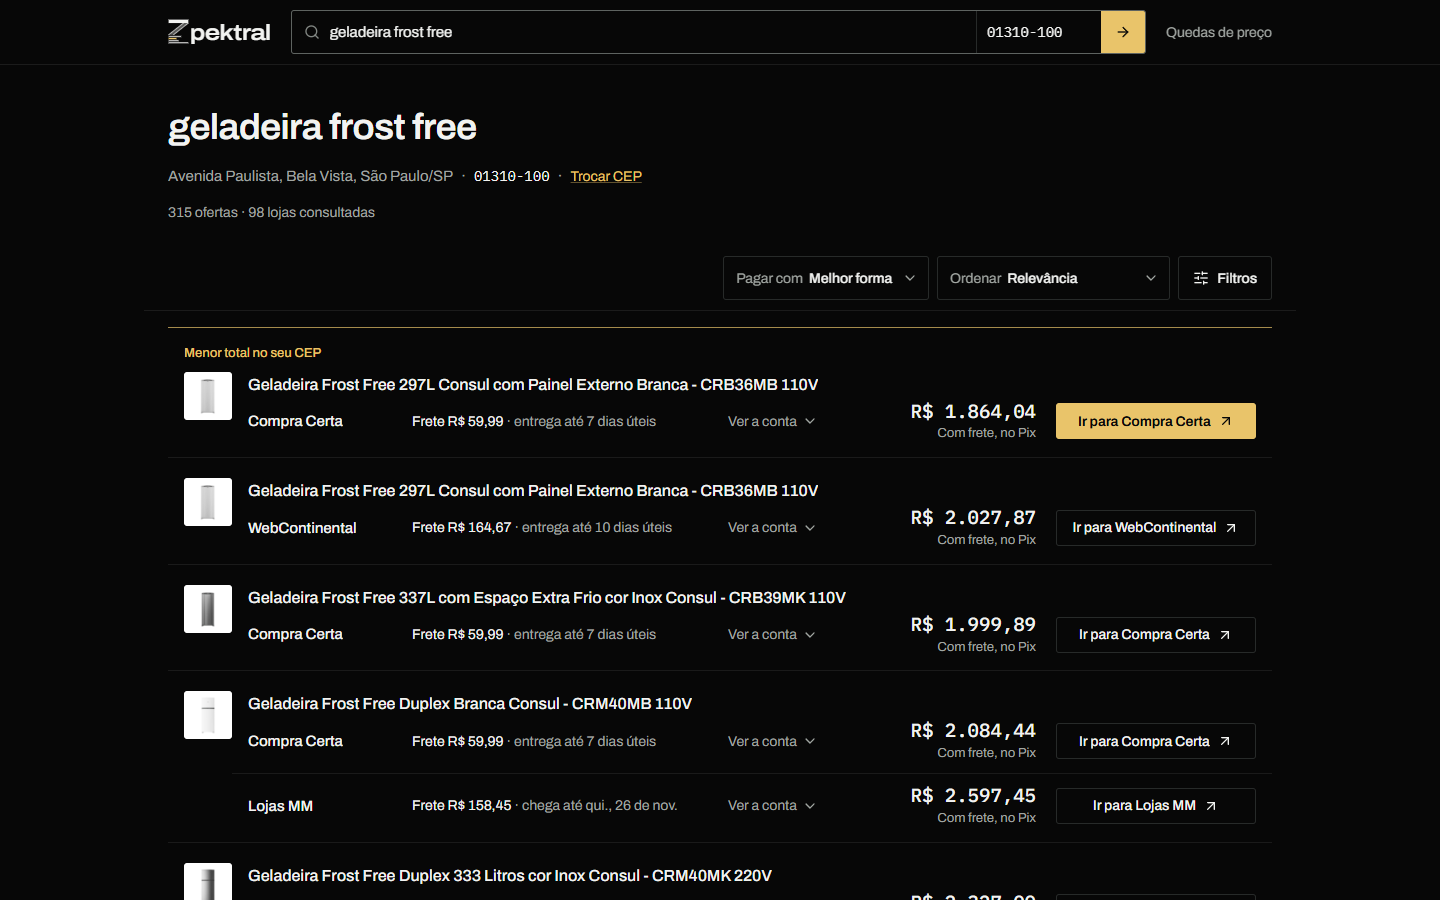 Zpektral
geladeira frost free
01310-100
Quedas de preço
geladeira frost free
Avenida Paulista, Bela Vista, São Paulo/SP · 01310-100 · Trocar CEP
315 ofertas · 98 lojas consultadas
Pagar com Melhor forma
Ordenar Relevância
Filtros
Menor total no seu CEP
Geladeira Frost Free 297L Consul com Painel Externo Branca - CRB36MB 110V
Compra Certa
Frete R$ 59,99 · entrega até 7 dias úteis
Ver a conta
R$ 1.864,04
Com frete, no Pix
Ir para Compra Certa
Geladeira Frost Free 297L Consul com Painel Externo Branca - CRB36MB 110V
WebContinental
Frete R$ 164,67 · entrega até 10 dias úteis
Ver a conta
R$ 2.027,87
Com frete, no Pix
Ir para WebContinental
Geladeira Frost Free 337L com Espaço Extra Frio cor Inox Consul - CRB39MK 110V
Compra Certa
Frete R$ 59,99 · entrega até 7 dias úteis
Ver a conta
R$ 1.999,89
Com frete, no Pix
Ir para Compra Certa
Geladeira Frost Free Duplex Branca Consul - CRM40MB 110V
Compra Certa
Frete R$ 59,99 · entrega até 7 dias úteis
Ver a conta
R$ 2.084,44
Com frete, no Pix
Ir para Compra Certa
Lojas MM
Frete R$ 158,45 · chega até qui., 26 de nov.
Ver a conta
R$ 2.597,45
Com frete, no Pix
Ir para Lojas MM
Geladeira Frost Free Duplex 333 Litros cor Inox Consul - CRM40MK 220V